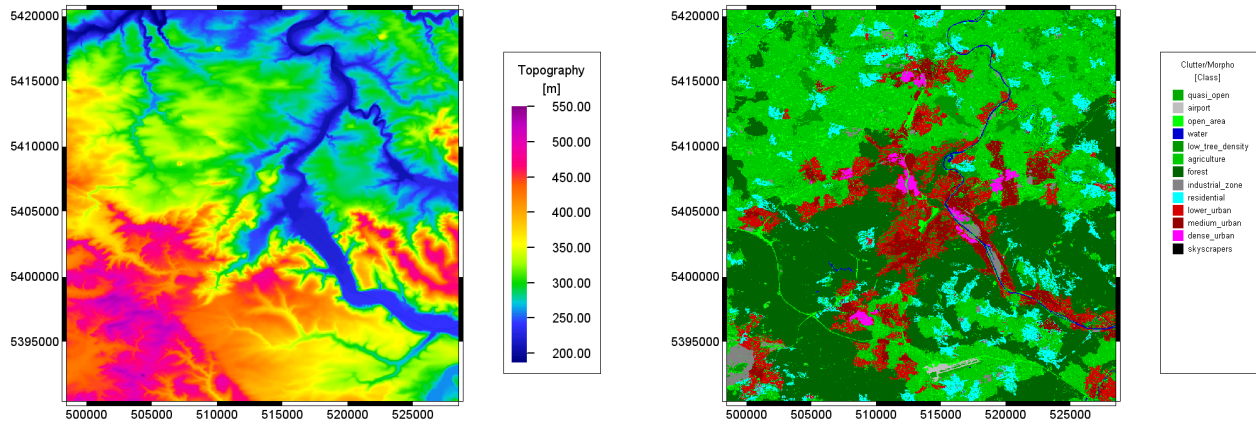 5420000
5415000
5410000
5405000
5400000
5395000
500000 505000 510000 515000 520000 525000
Topography
[m]
550.00
500.00
450.00
400.00
350.00
300.00
250.00
200.00
5420000
5415000
5410000
5405000
5400000
5395000
500000 505000 510000 515000 520000 525000
Clutter/Morpho
[Class]
quasi_open
airport
open_area
water
low_tree_density
agriculture
forest
industrial_zone
residential
lower_urban
medium_urban
dense_urban
skyscrapers